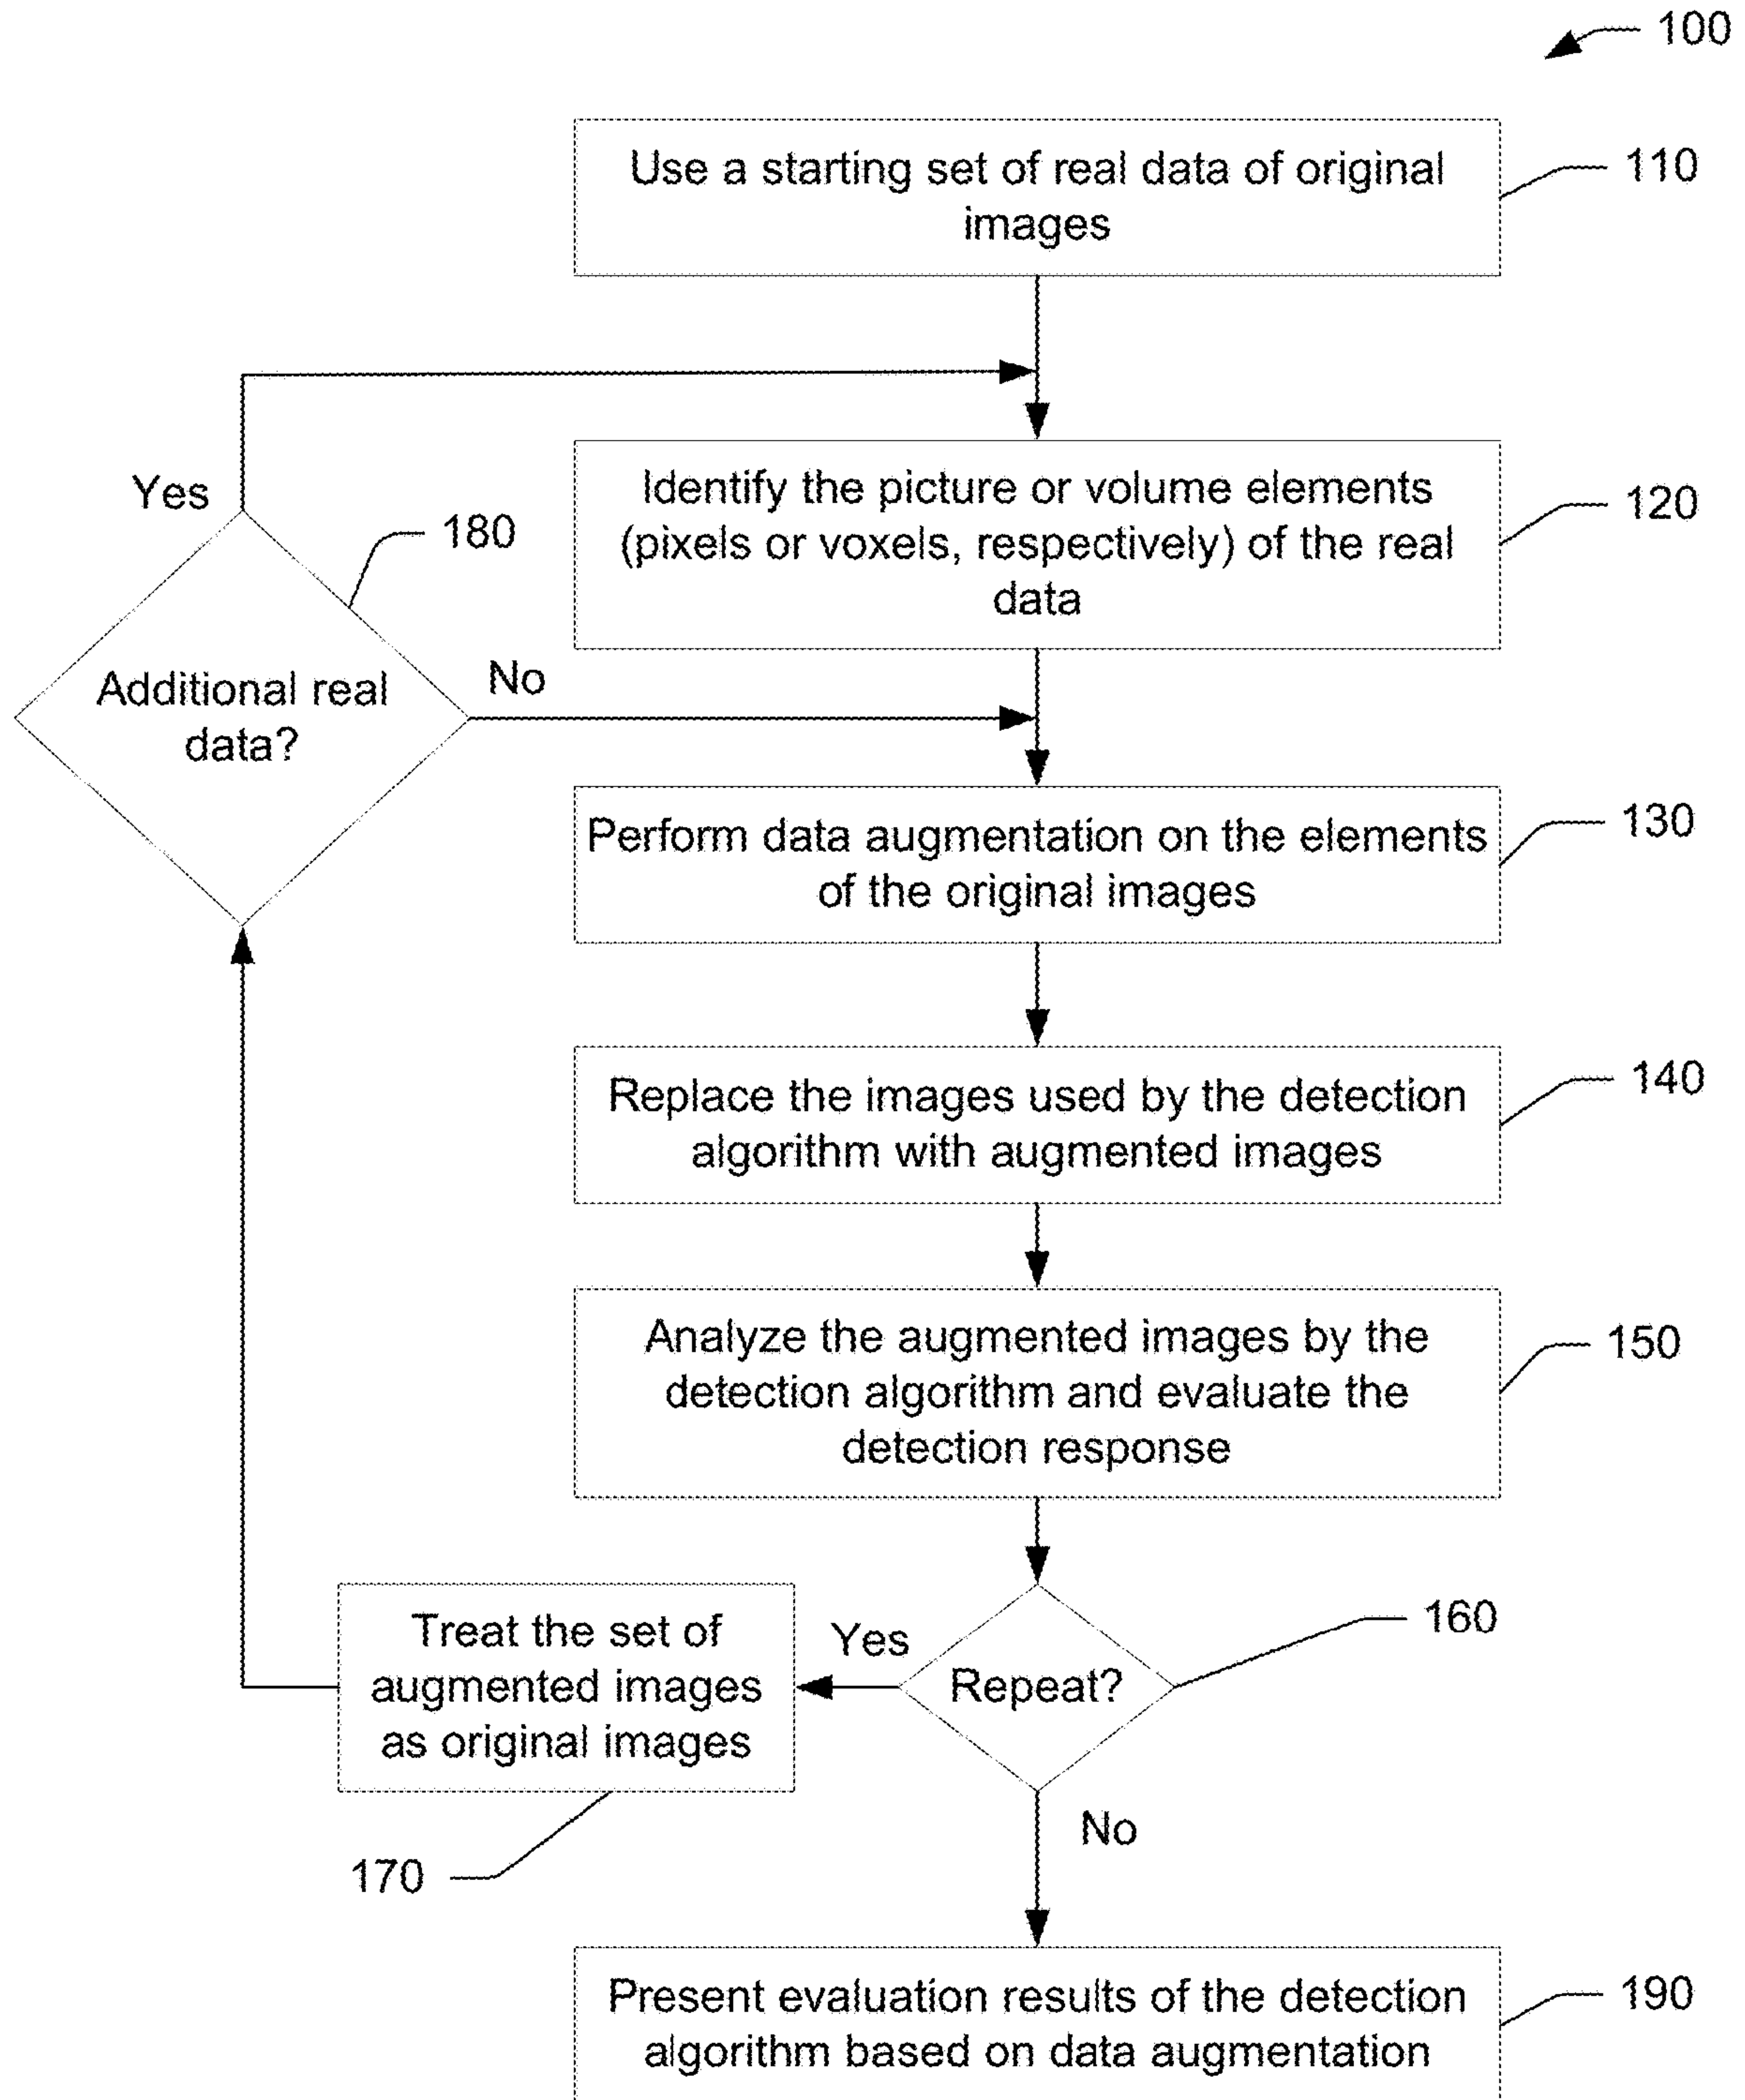 100
Use a starting set of real data of original
images
110
Identify the picture or volume elements
(pixels or voxels, respectively) of the real
data
120
Yes
180
Additional real
data?
No
Perform data augmentation on the elements
of the original images
130
Replace the images used by the detection
algorithm with augmented images
140
Analyze the augmented images by the
detection algorithm and evaluate the
detection response
150
Repeat?
160
Yes
Treat the set of
augmented images
as original images
170
No
Present evaluation results of the detection
algorithm based on data augmentation
190